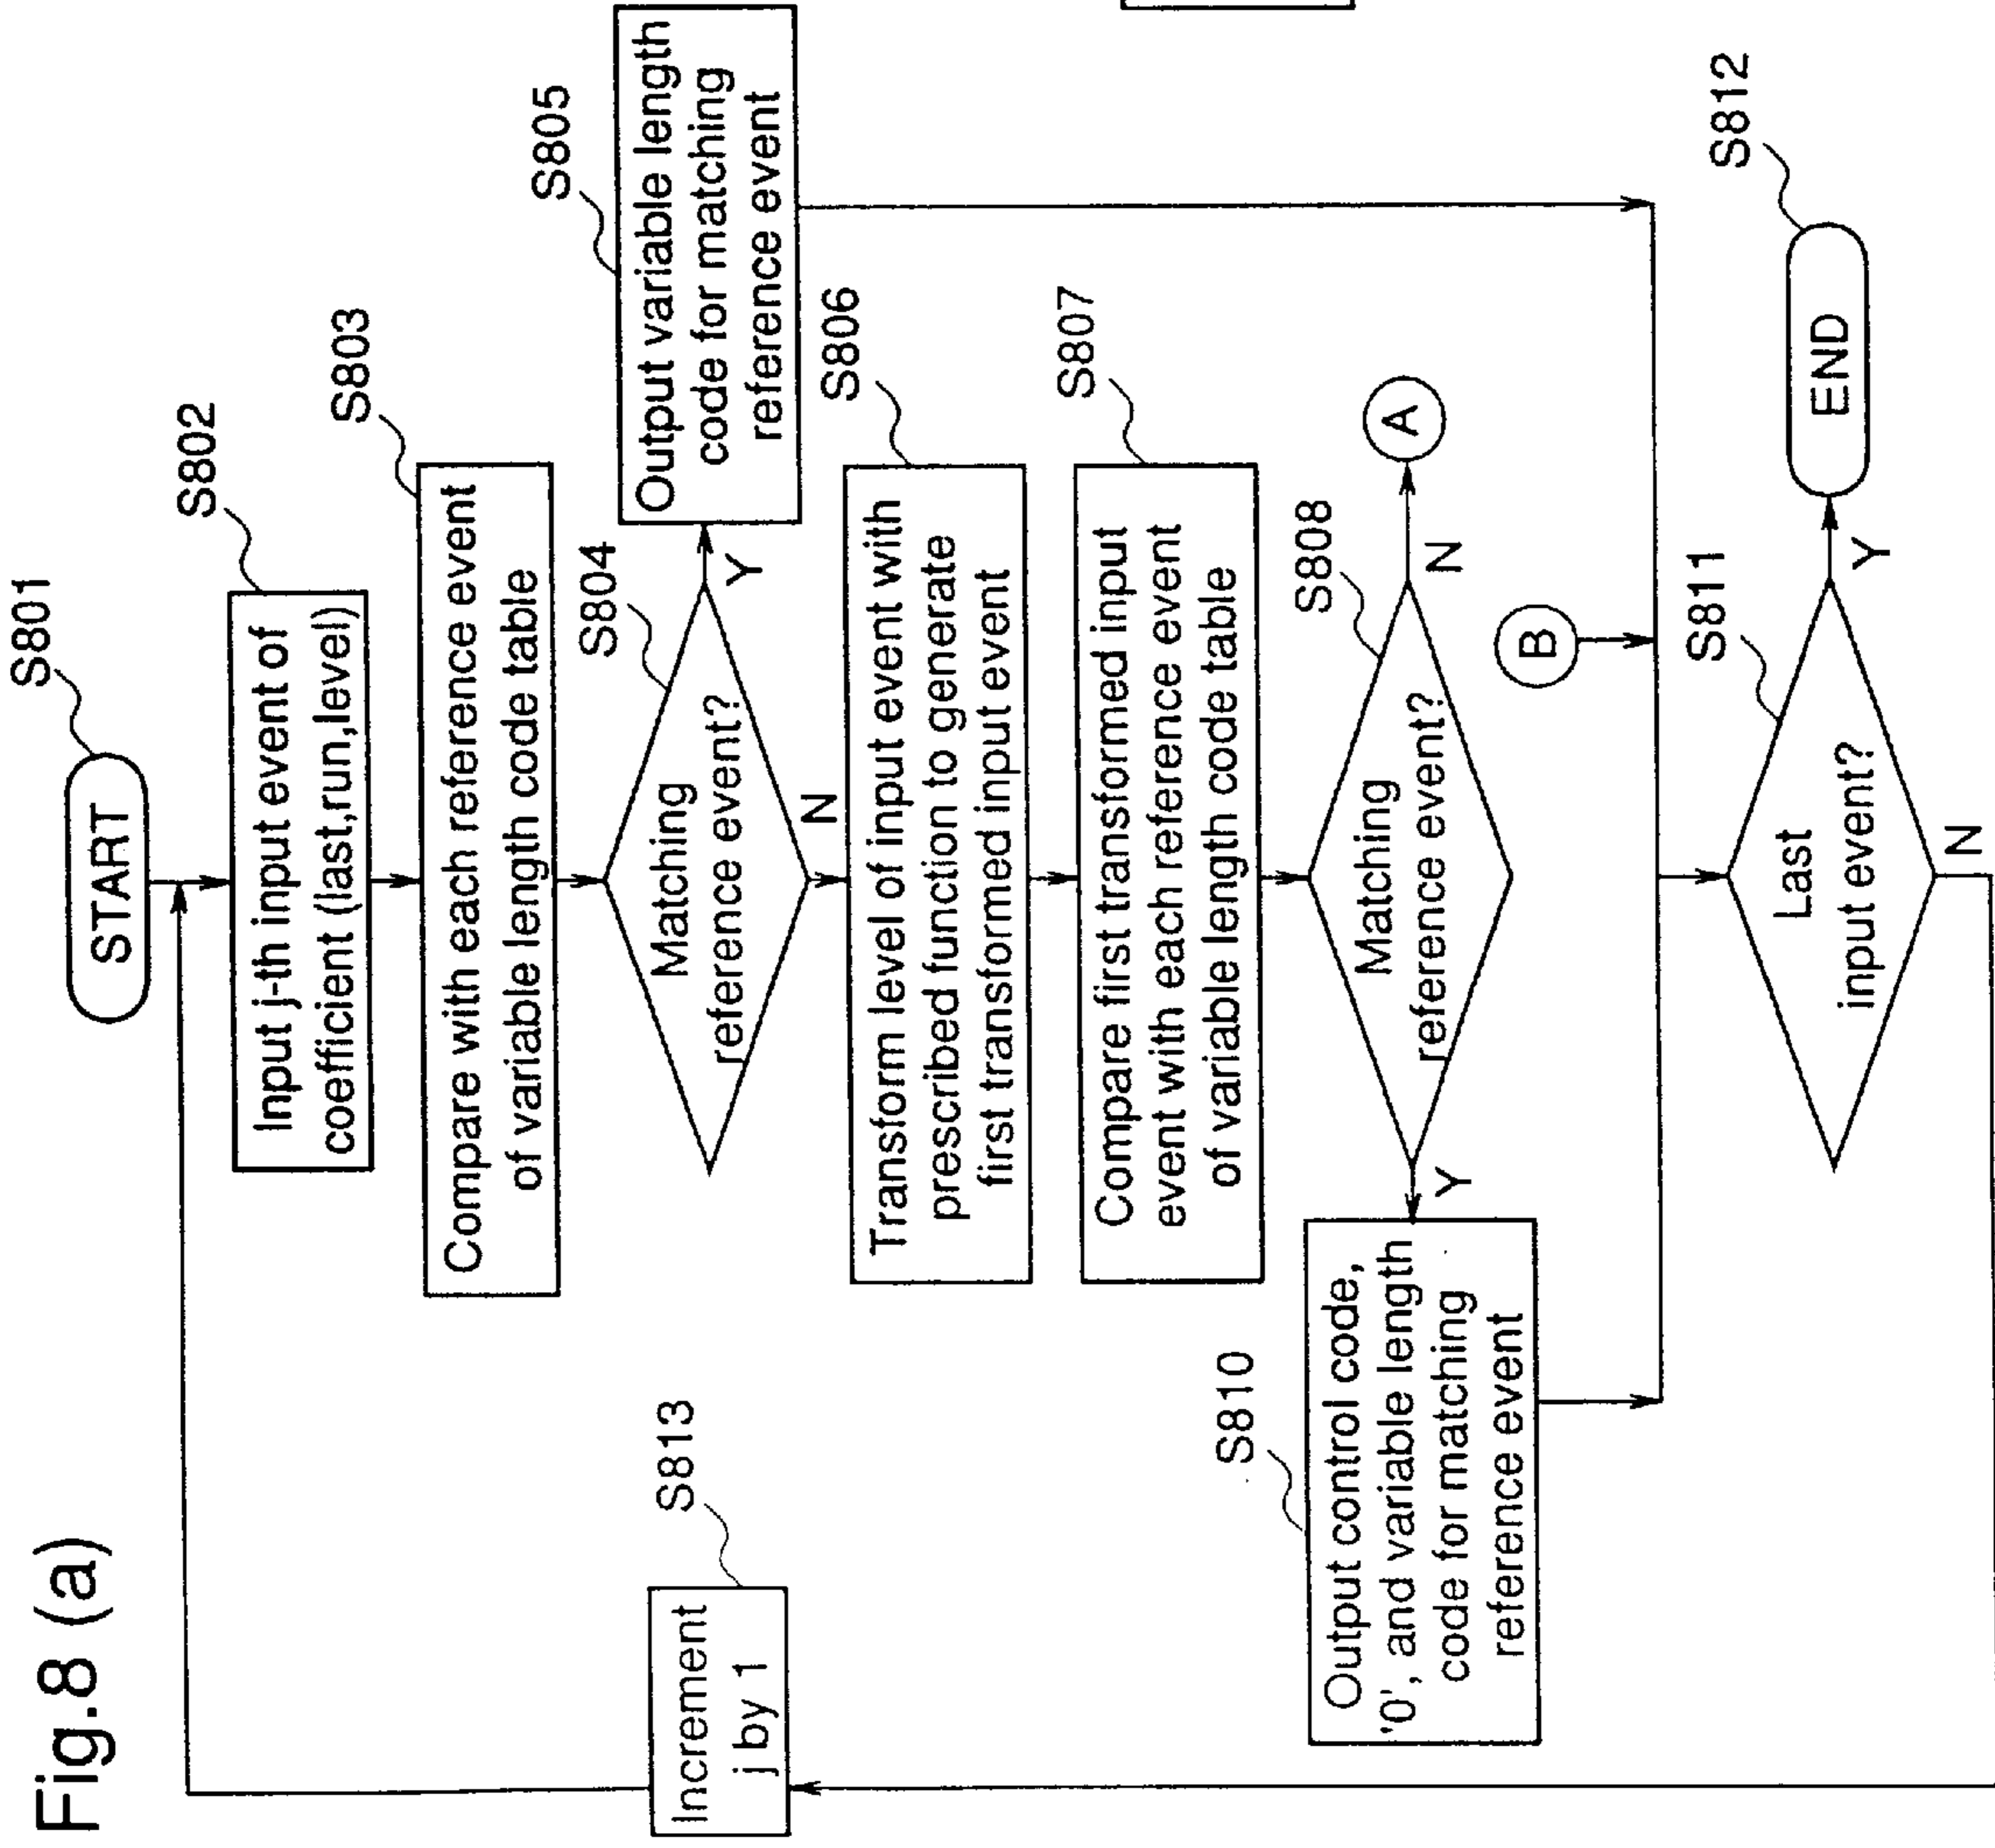 Fig.8 (a)
S801
START
S802
Input j-th input event of
coefficient (last,run,level)
S803
Compare with each reference event
of variable length code table
S804
Matching
reference event?
Y
N
S805
Output variable length
code for matching
reference event
S806
Transform level of input event with
prescribed function to generate
first transformed input event
S807
Compare first transformed input
event with each reference event
of variable length code table
S808
Matching
reference event?
N
A
Y
S810
Output control code,
'0', and variable length
code for matching
reference event
B
S811
Last
input event?
Y
N
S812
END
S813
Increment
j by 1